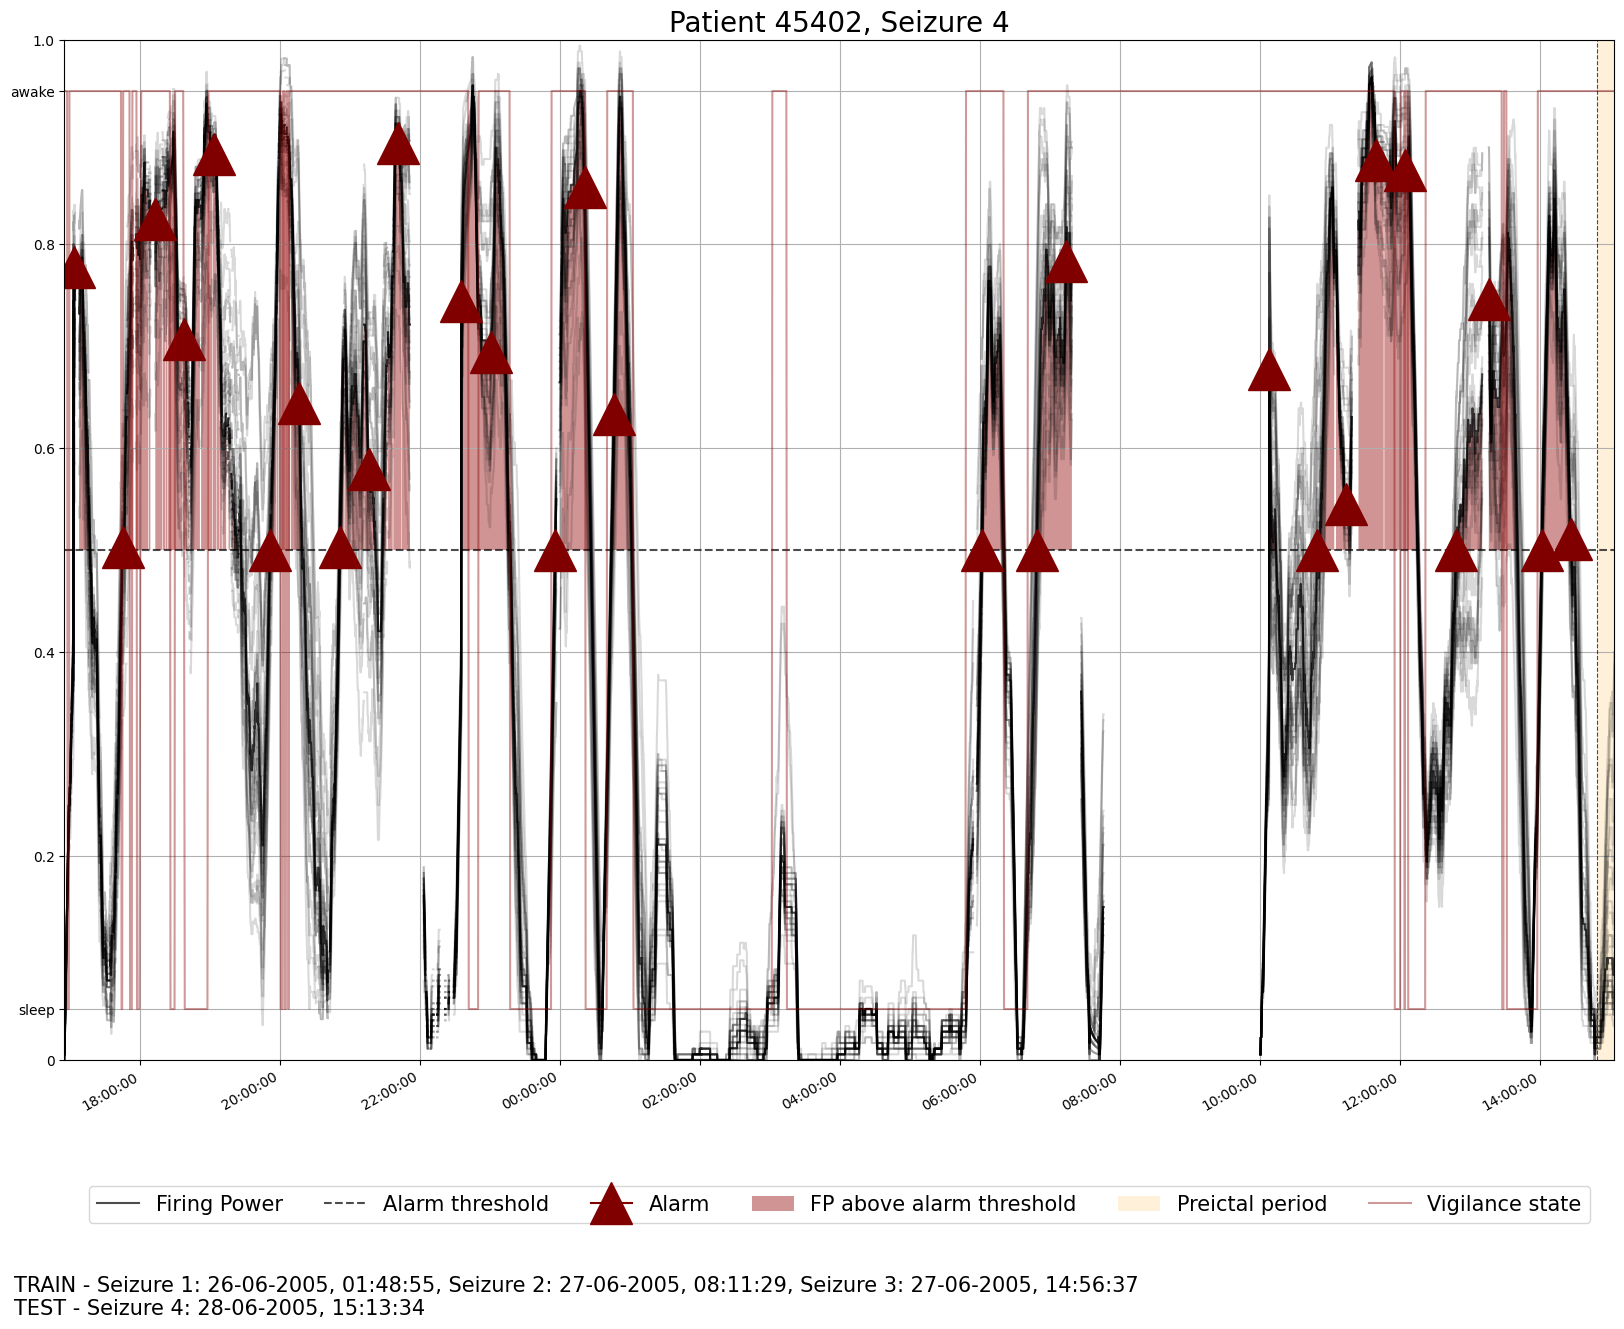 Patient 45402, Seizure 4
1.0
awake
0.8
0.6
0.4
0.2
sleep
0
18:00:00
20:00:00
22:00:00
00:00:00
02:00:00
04:00:00
06:00:00
08:00:00
10:00:00
12:00:00
14:00:00
Firing Power
Alarm threshold
Alarm
FP above alarm threshold
Preictal period
Vigilance state
TRAIN - Seizure 1: 26-06-2005, 01:48:55, Seizure 2: 27-06-2005, 08:11:29, Seizure 3: 27-06-2005, 14:56:37
TEST - Seizure 4: 28-06-2005, 15:13:34